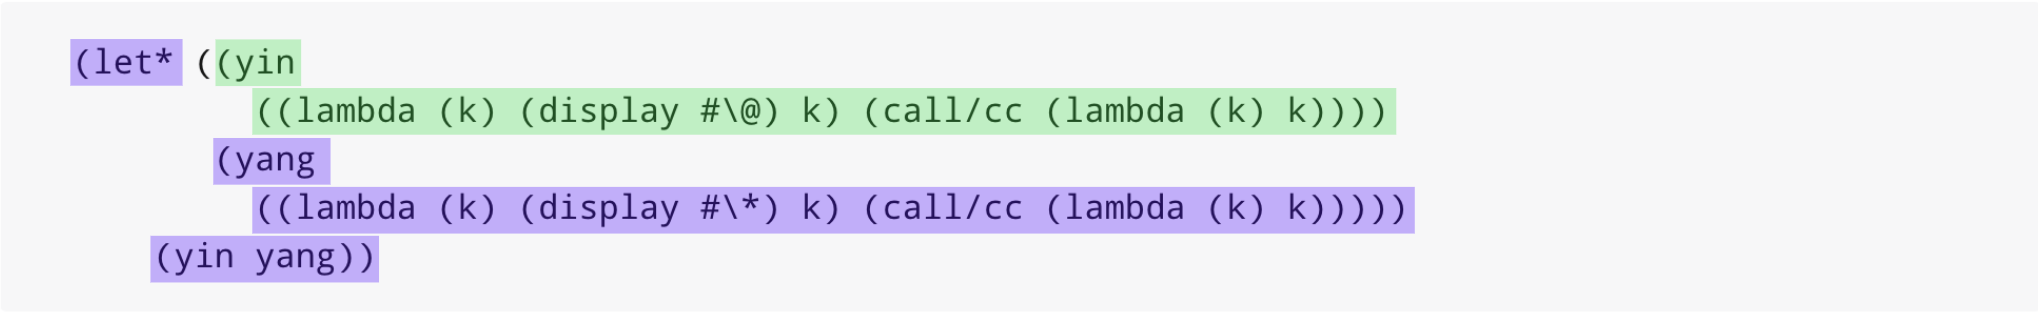 (let* ((yin
((lambda (k) (display #\@) k) (call/cc (lambda (k) k))))
(yang
((lambda (k) (display #\*) k) (call/cc (lambda (k) k)))))
(yin yang))